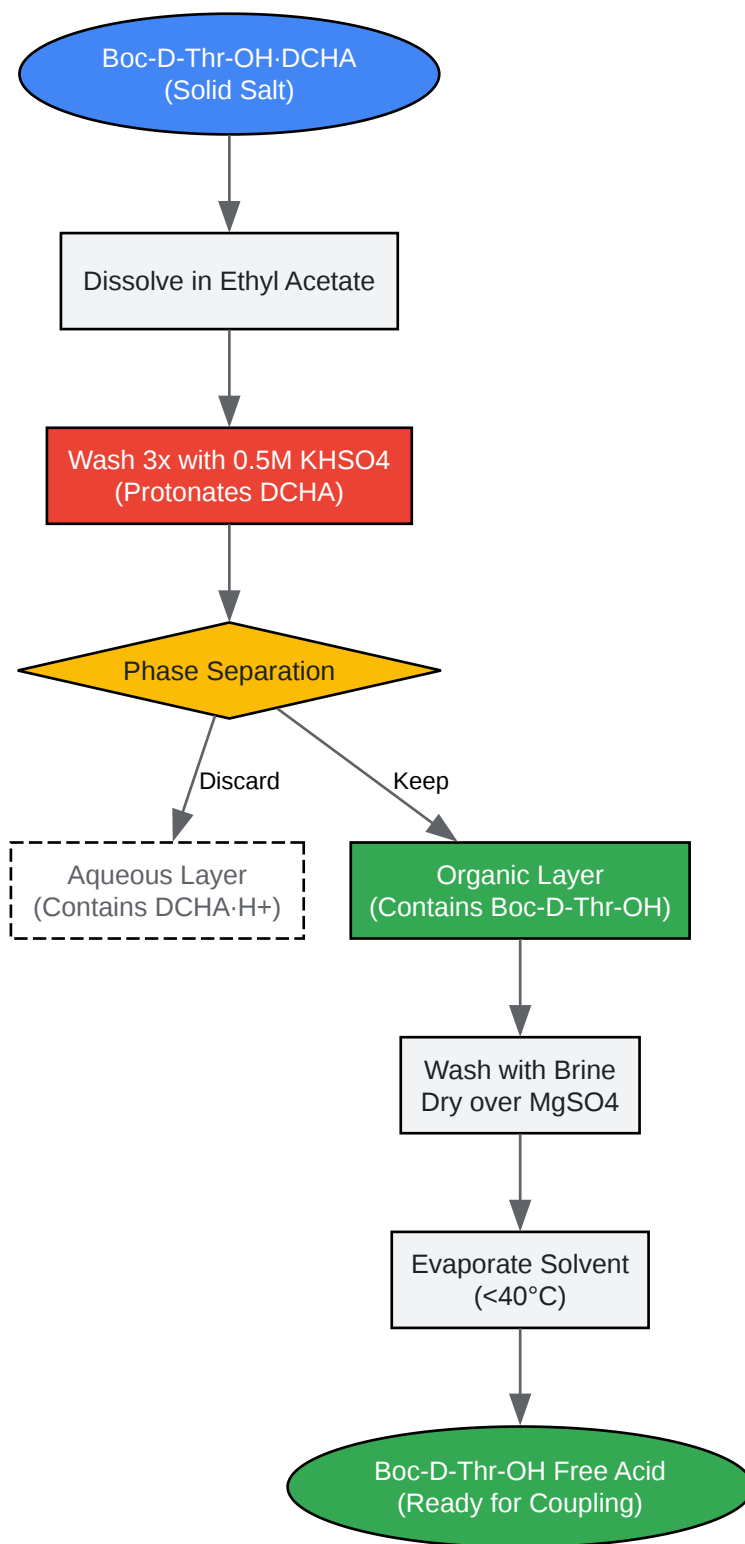 Boc-D-Thr-OH·DCHA
(Solid Salt)
Dissolve in Ethyl Acetate
Wash 3x with 0.5M KHSO4
(Protonates DCHA)
Phase Separation
Discard
Keep
Aqueous Layer
(Contains DCHA·H+)
Organic Layer
(Contains Boc-D-Thr-OH)
Wash with Brine
Dry over MgSO4
Evaporate Solvent
(<40°C)
Boc-D-Thr-OH Free Acid
(Ready for Coupling)